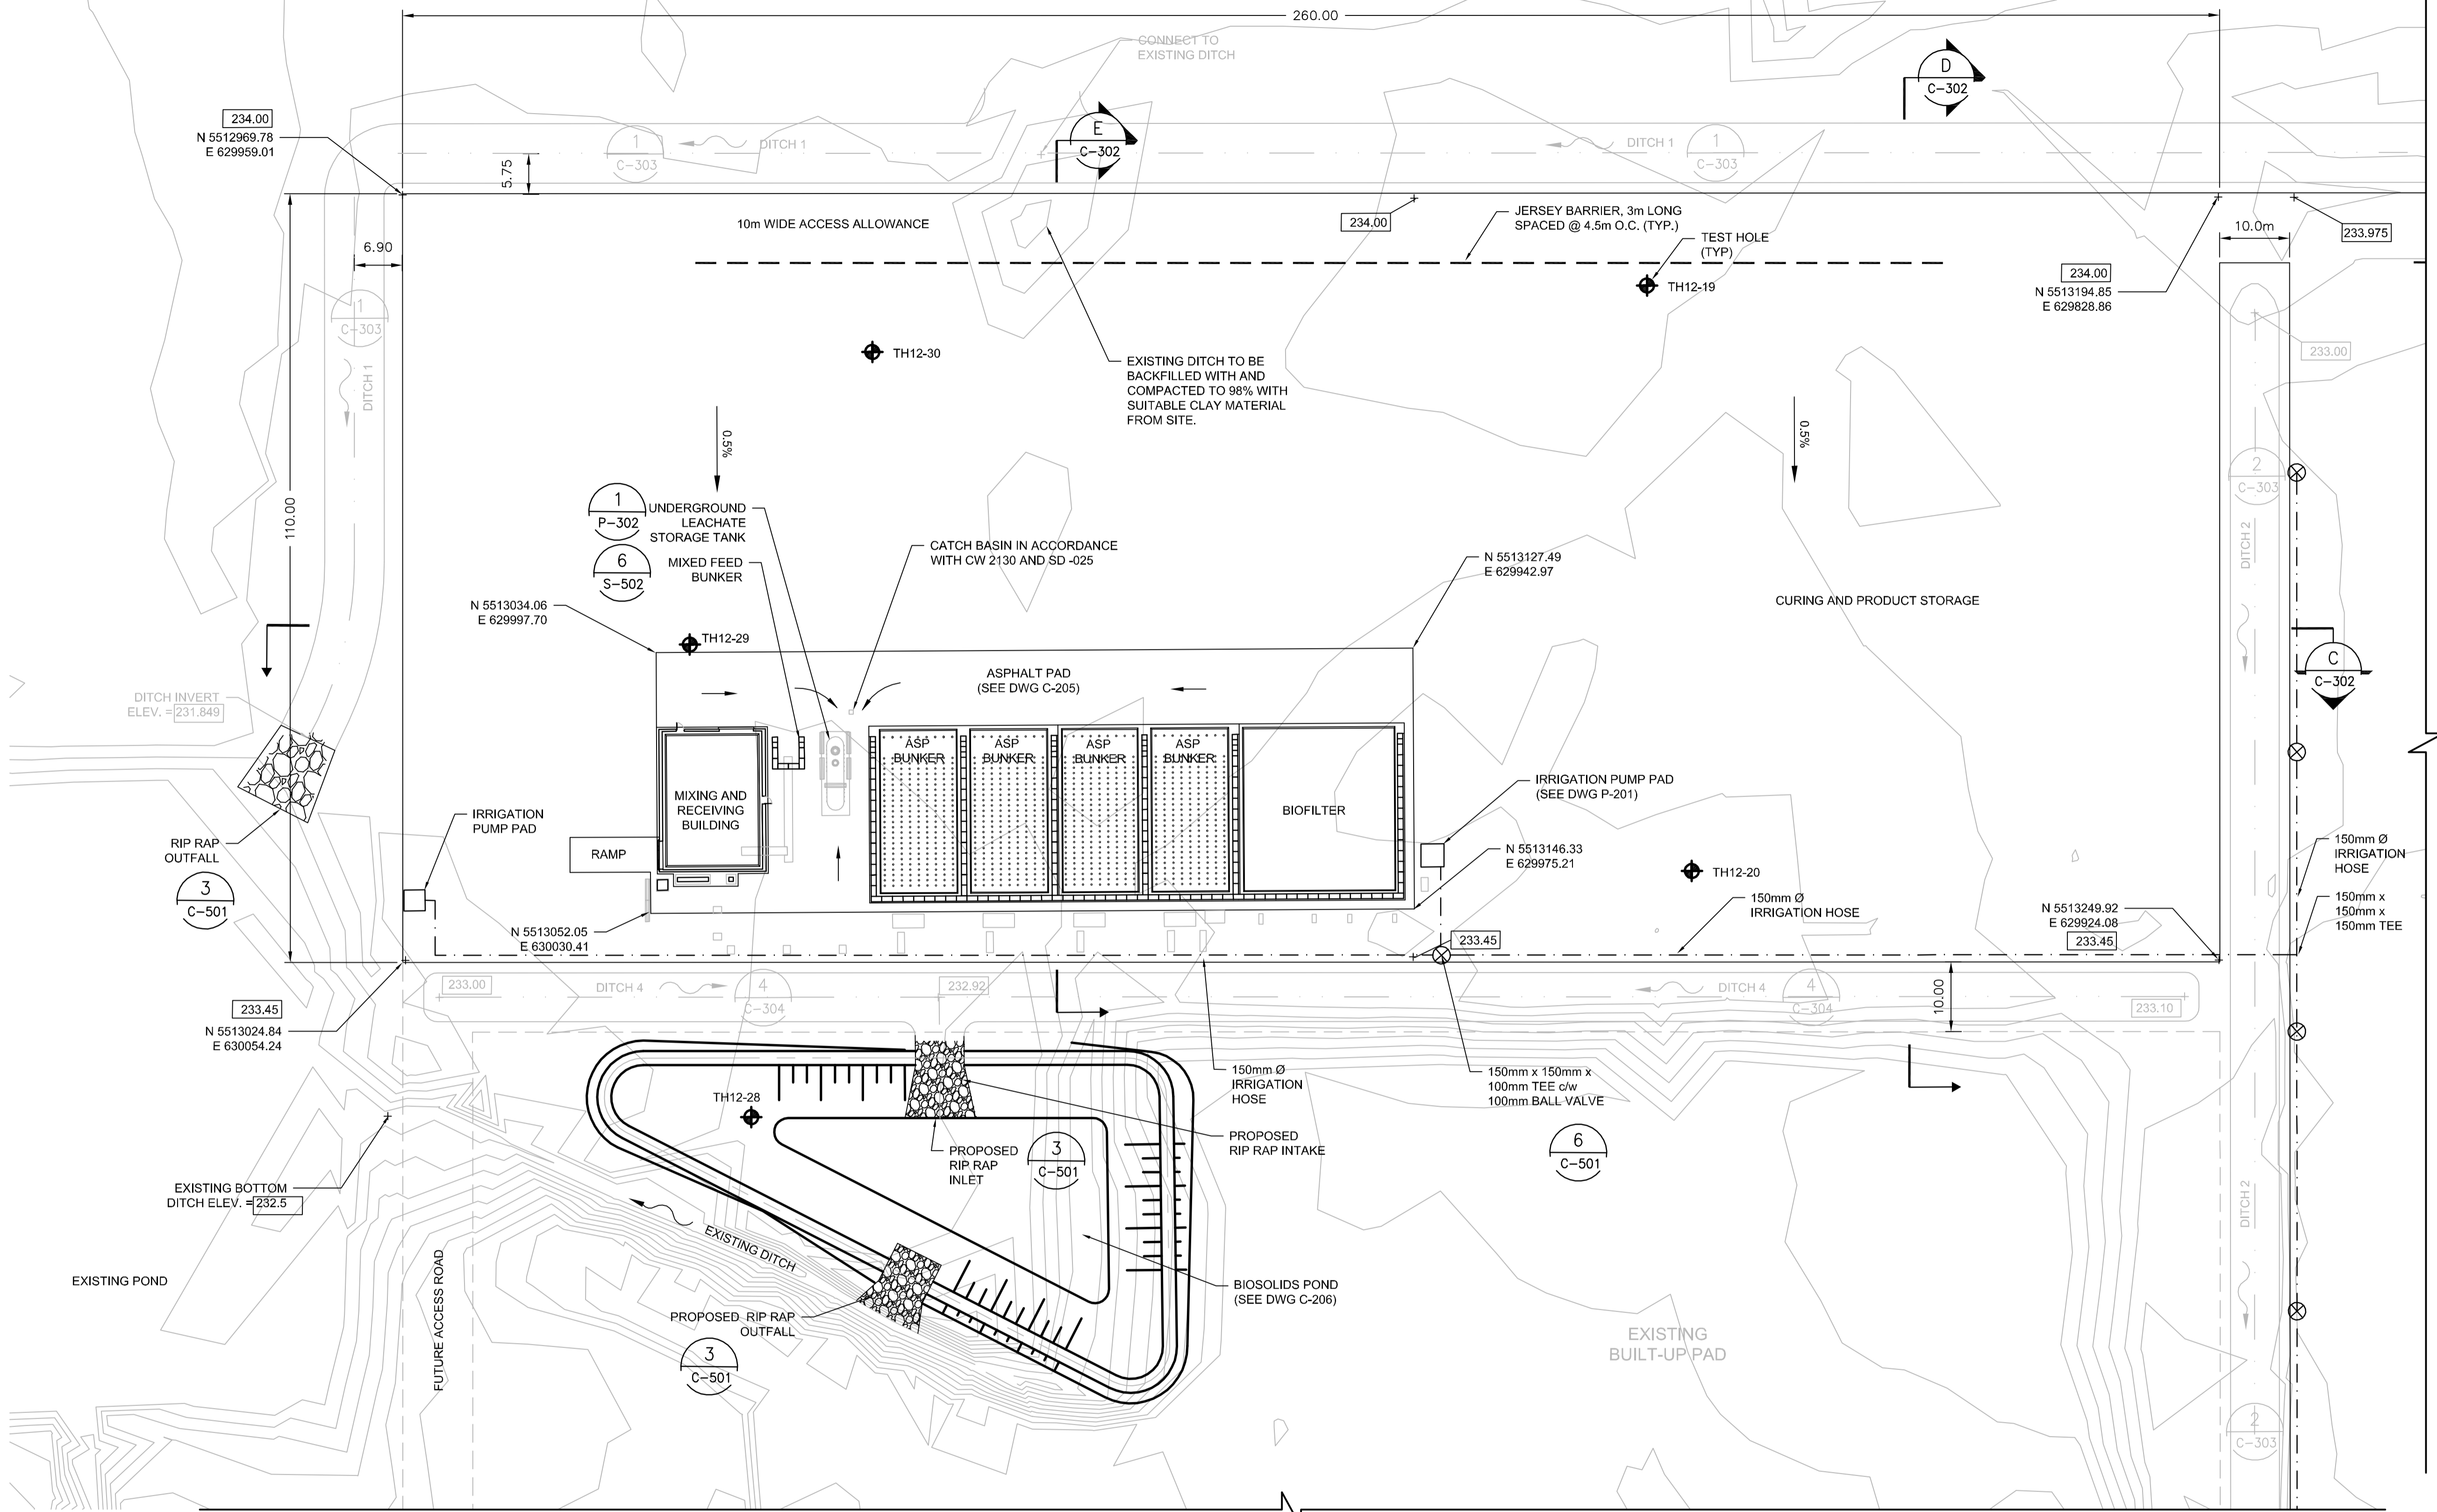 260.00
CONNECT TO
EXISTING DITCH
D
C-302
234.00
N 5512969.78
E 629959.01
1
C-303
DITCH 1
E
C-302
DITCH 1
1
C-303
5.75
10m WIDE ACCESS ALLOWANCE
234.00
JERSEY BARRIER, 3m LONG
SPACED @ 4.5m O.C. (TYP.)
TEST HOLE
(TYP)
10.0m
233.975
6.90
TH12-19
234.00
N 5513194.85
E 629828.86
1
C-303
DITCH 1
TH12-30
EXISTING DITCH TO BE
BACKFILLED WITH AND
COMPACTED TO 98% WITH
SUITABLE CLAY MATERIAL
FROM SITE.
233.00
0.5%
0.5%
110.00
2
C-303
1
P-302
UNDERGROUND
LEACHATE
STORAGE TANK
6
S-502
MIXED FEED
BUNKER
CATCH BASIN IN ACCORDANCE
WITH CW 2130 AND SD -025
N 5513127.49
E 629942.97
DITCH 2
N 5513034.06
E 629997.70
CURING AND PRODUCT STORAGE
TH12-29
ASPHALT PAD
(SEE DWG C-205)
C
C-302
DITCH INVERT
ELEV. = 231.849
ASP
BUNKER
ASP
BUNKER
ASP
BUNKER
ASP
BUNKER
MIXING AND
RECEIVING
BUILDING
BIOFILTER
IRRIGATION PUMP PAD
(SEE DWG P-201)
IRRIGATION
PUMP PAD
RIP RAP
OUTFALL
RAMP
3
C-501
N 5513146.33
E 629975.21
TH12-20
150mm Ø
IRRIGATION
HOSE
150mm Ø
IRRIGATION HOSE
150mm x
150mm x
150mm TEE
N 5513249.92
E 629924.08
233.45
N 5513052.05
E 630030.41
233.45
233.00
DITCH 4
4
C-304
232.92
DITCH 4
4
C-304
10.00
233.10
233.45
N 5513024.84
E 630054.24
150mm Ø
IRRIGATION
HOSE
150mm x 150mm x
100mm TEE c/w
100mm BALL VALVE
TH12-28
PROPOSED
RIP RAP
INLET
3
C-501
PROPOSED
RIP RAP INTAKE
6
C-501
EXISTING BOTTOM
DITCH ELEV. = 232.5
DITCH 2
EXISTING DITCH
EXISTING POND
BIOSOLIDS POND
(SEE DWG C-206)
FUTURE ACCESS ROAD
PROPOSED RIP RAP
OUTFALL
3
C-501
EXISTING
BUILT-UP PAD
2
C-303